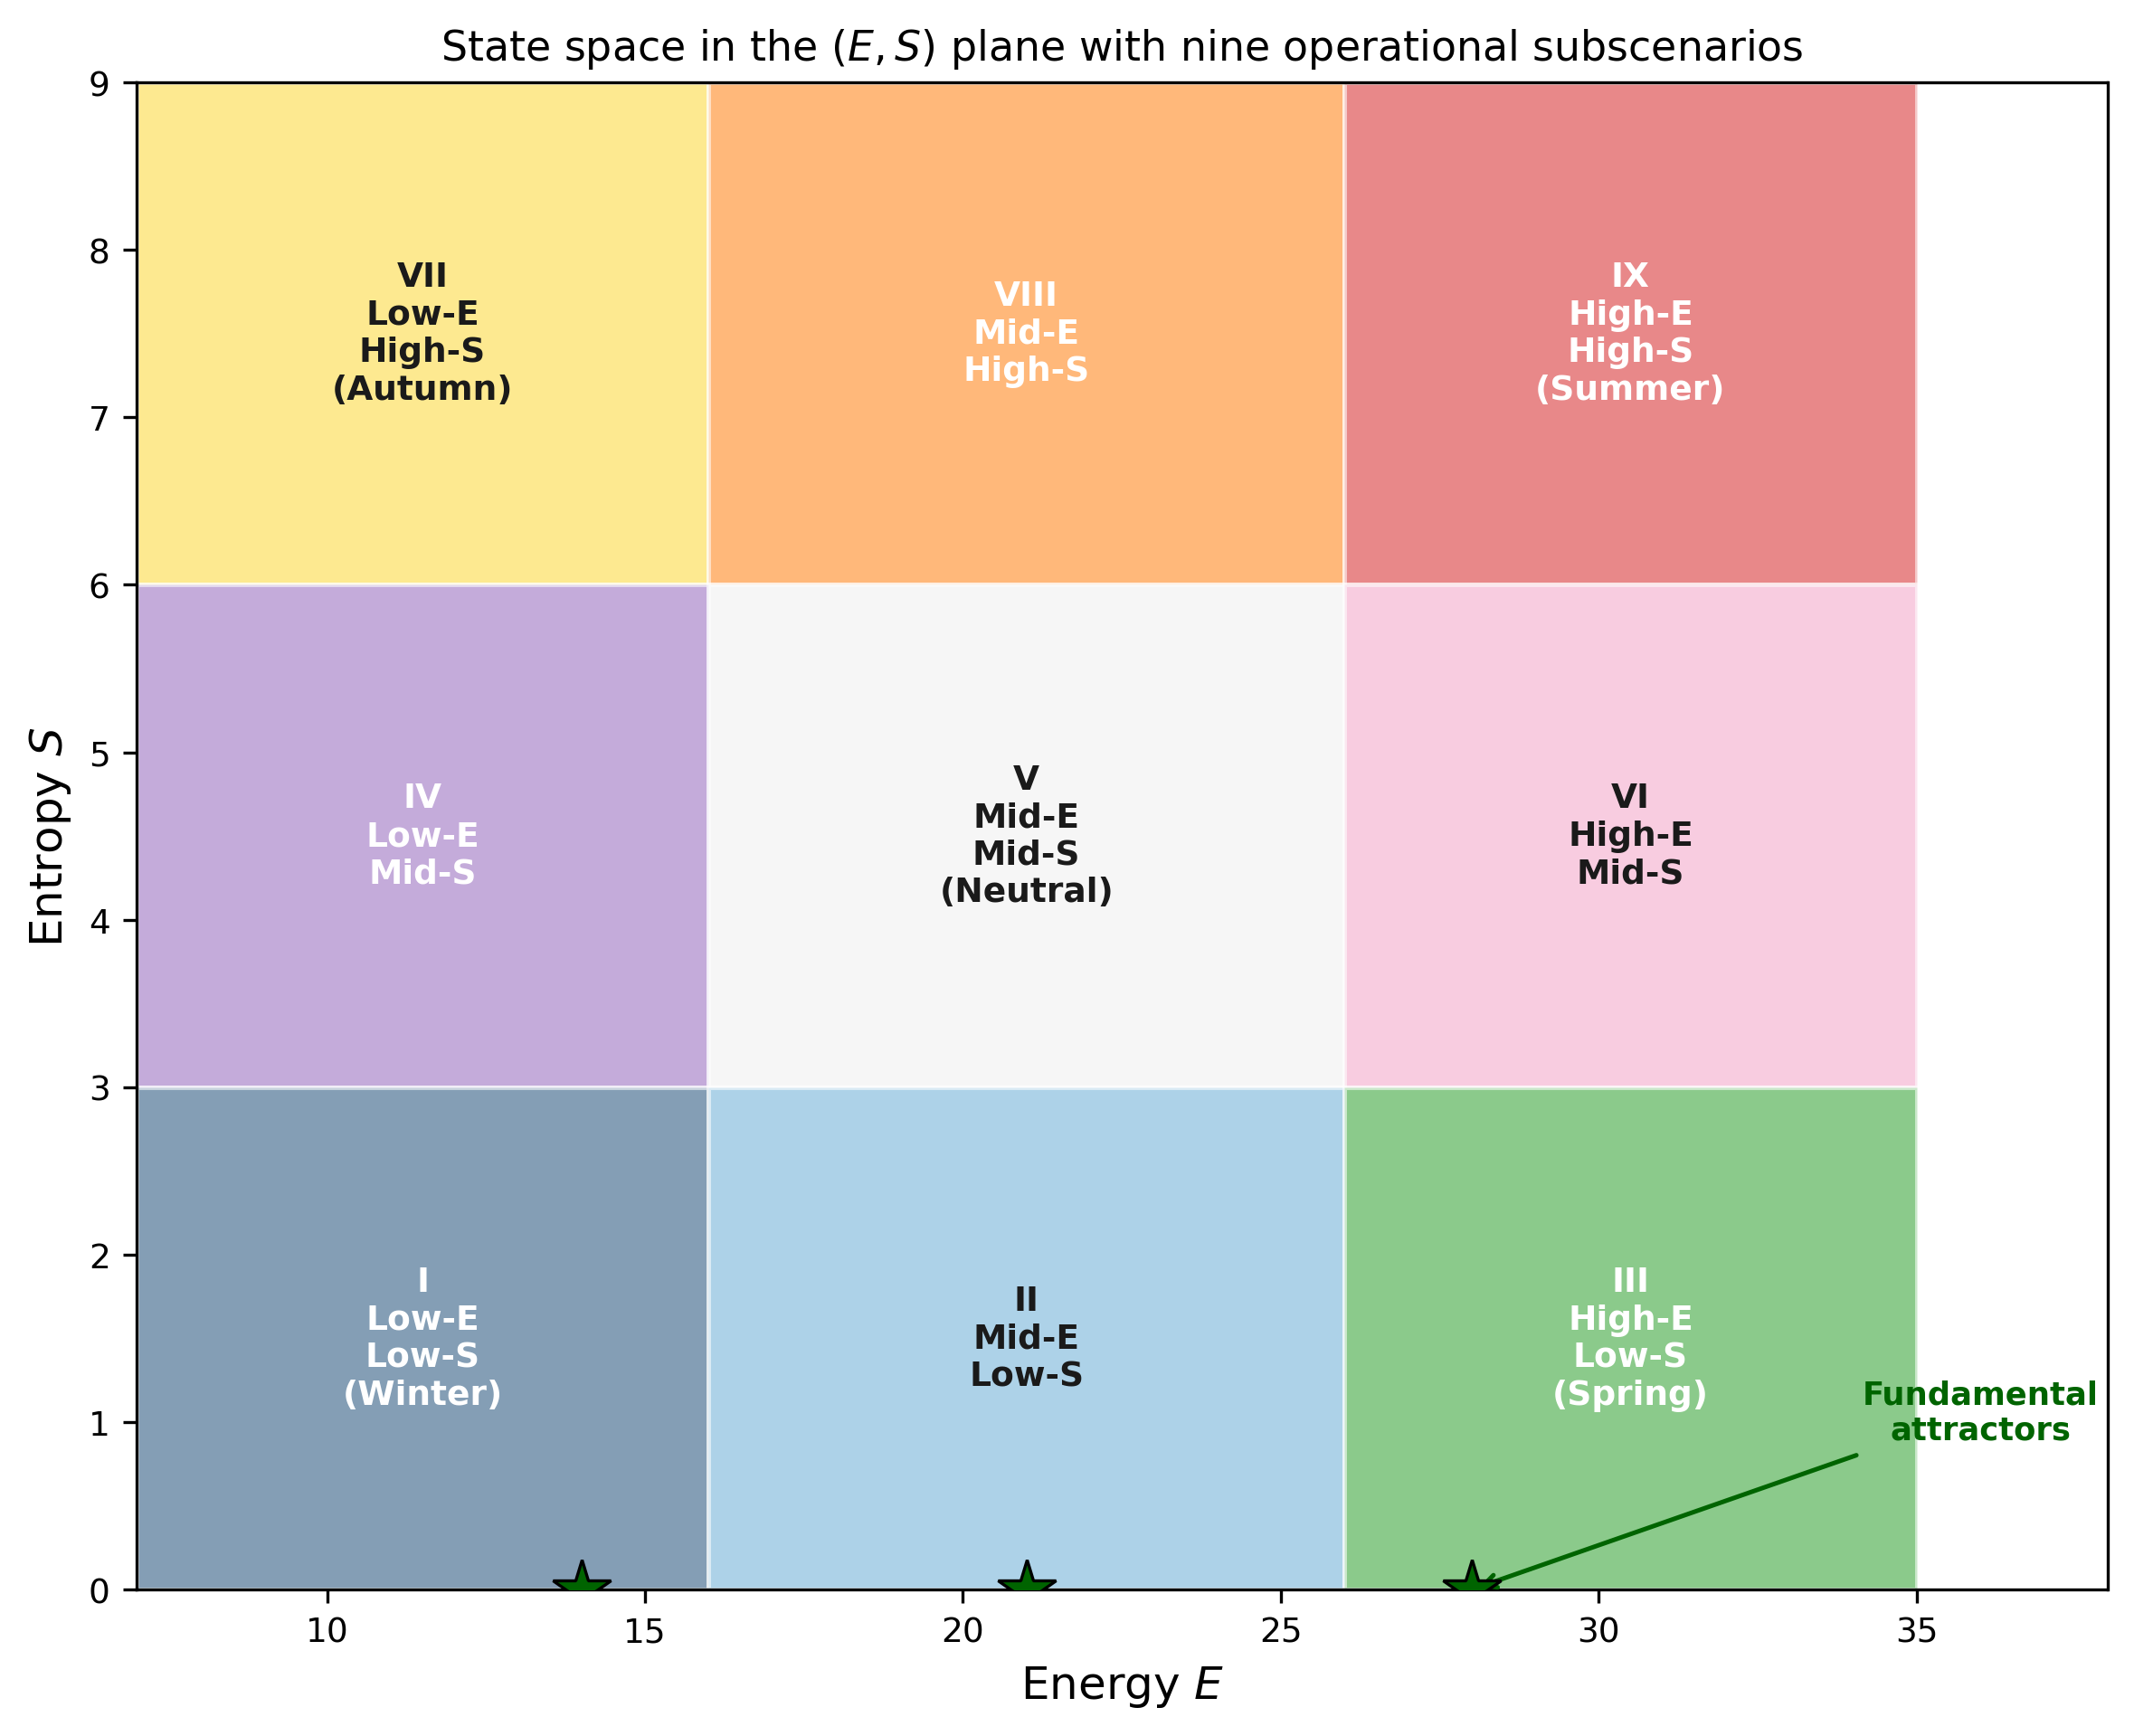 State space in the (E, S) plane with nine operational subscenarios
9
8
7
6
5
4
3
2
1
0
Entropy S
VII
Low-E
High-S
(Autumn)
VIII
Mid-E
High-S
IX
High-E
High-S
(Summer)
IV
Low-E
Mid-S
V
Mid-E
Mid-S
(Neutral)
VI
High-E
Mid-S
I
Low-E
Low-S
(Winter)
II
Mid-E
Low-S
III
High-E
Low-S
(Spring)
Fundamental
attractors
10
15
20
25
30
35
Energy E